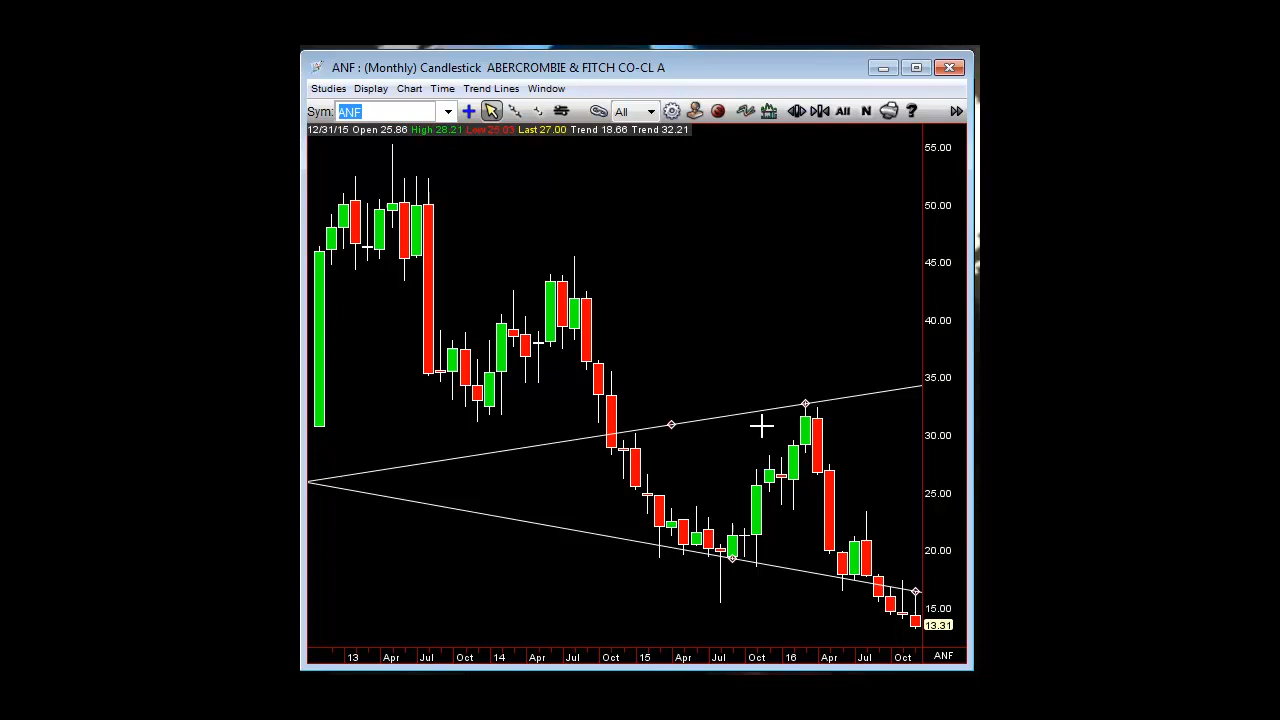 ANF : (Monthly) Candlestick ABERCROMBIE & FITCH CO-CL A
Studies Display Chart Time Trend Lines Window
Sym: ANF All All N ?
12/31/15 Open 25.86 High 28.21 Low 25.03 Last 27.00 Trend 18.66 Trend 32.21
55.00
50.00
45.00
40.00
35.00
30.00
25.00
20.00
15.00
13.31
13 Apr Jul Oct 14 Apr Jul Oct 15 Apr Jul Oct 16 Apr Jul Oct ANF